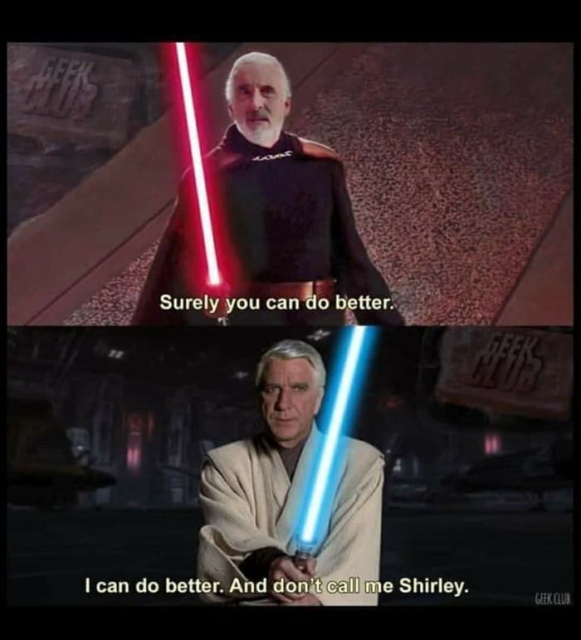 GEEK
CLUB
Surely you can do better.
GEEK
CLUB
I can do better. And don't call me Shirley.
GEEK CLUB